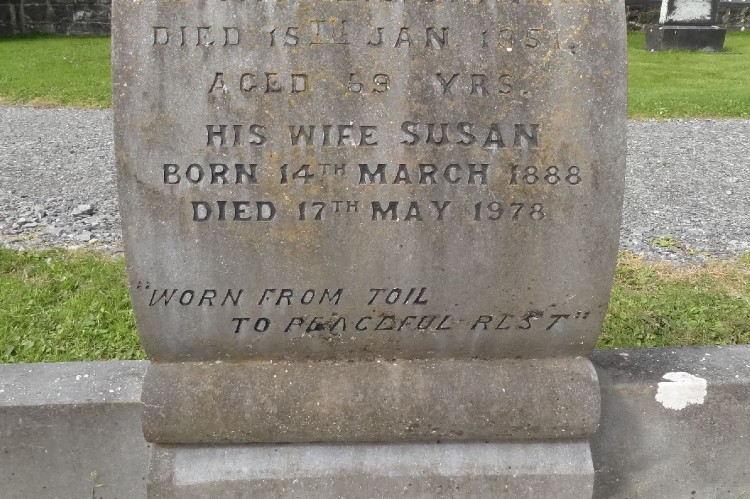 DIED 15TH JAN 1951.
AGED 69 YRS.
HIS WIFE SUSAN
BORN 14TH MARCH 1888
DIED 17TH MAY 1978
"WORN FROM TOIL
TO PEACEFUL REST"